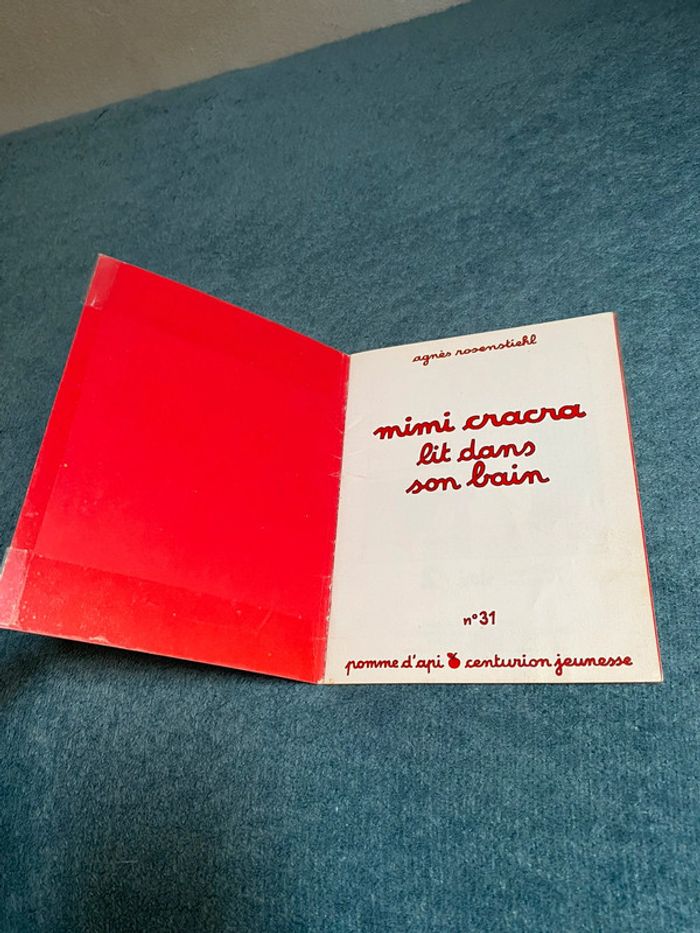 agnès rosenstiehl
mimi cracra
lit dans
son bain
n° 31
pomme d'api centurion jeunesse